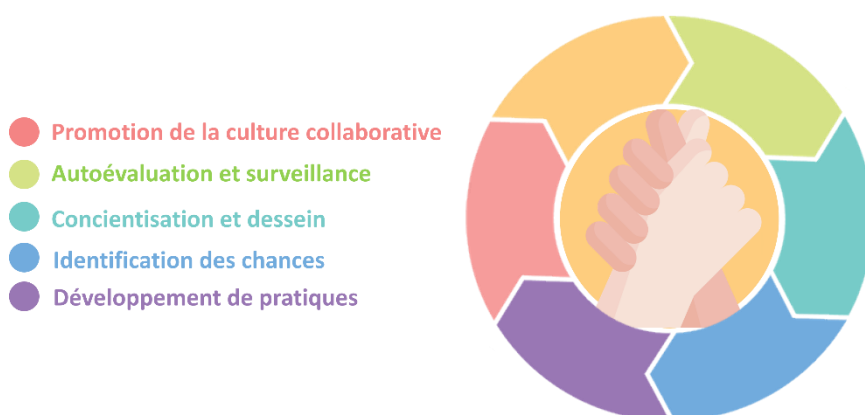 Promotion de la culture collaborative
Autoévaluation et surveillance
Concientisation et dessein
Identification des chances
Développement de pratiques